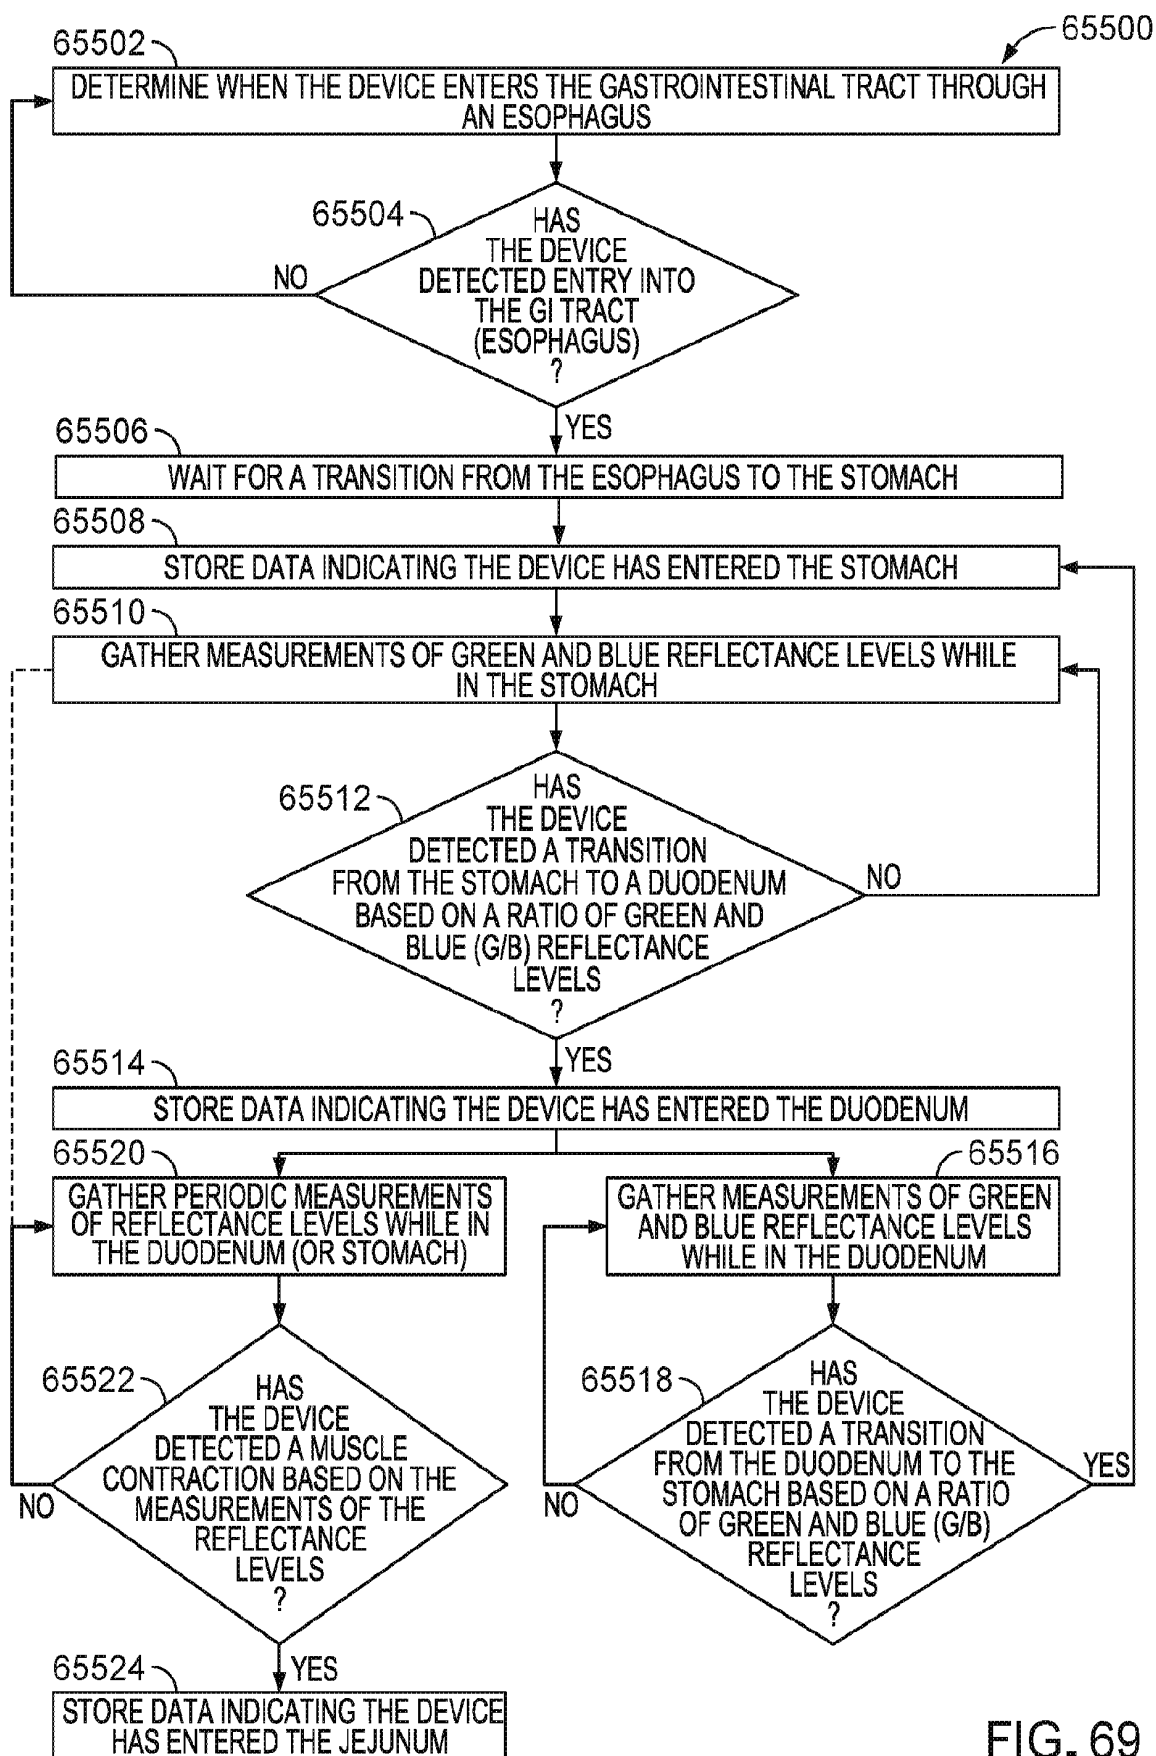 65500
65502
DETERMINE WHEN THE DEVICE ENTERS THE GASTROINTESTINAL TRACT THROUGH
AN ESOPHAGUS
65504
HAS
THE DEVICE
DETECTED ENTRY INTO
THE GI TRACT
(ESOPHAGUS)
?
NO
YES
65506
WAIT FOR A TRANSITION FROM THE ESOPHAGUS TO THE STOMACH
65508
STORE DATA INDICATING THE DEVICE HAS ENTERED THE STOMACH
65510
GATHER MEASUREMENTS OF GREEN AND BLUE REFLECTANCE LEVELS WHILE
IN THE STOMACH
65512
HAS
THE DEVICE
DETECTED A TRANSITION
FROM THE STOMACH TO A DUODENUM
BASED ON A RATIO OF GREEN AND
BLUE (G/B) REFLECTANCE
LEVELS
?
NO
YES
65514
STORE DATA INDICATING THE DEVICE HAS ENTERED THE DUODENUM
65520
GATHER PERIODIC MEASUREMENTS
OF REFLECTANCE LEVELS WHILE IN
THE DUODENUM (OR STOMACH)
65516
GATHER MEASUREMENTS OF GREEN
AND BLUE REFLECTANCE LEVELS
WHILE IN THE DUODENUM
65522
HAS
THE DEVICE
DETECTED A MUSCLE
CONTRACTION BASED ON THE
MEASUREMENTS OF THE
REFLECTANCE
LEVELS
?
NO
YES
65518
HAS
THE DEVICE
DETECTED A TRANSITION
FROM THE DUODENUM TO THE
STOMACH BASED ON A RATIO
OF GREEN AND BLUE (G/B)
REFLECTANCE
LEVELS
?
NO
YES
65524
STORE DATA INDICATING THE DEVICE
HAS ENTERED THE JEJUNUM
FIG. 69